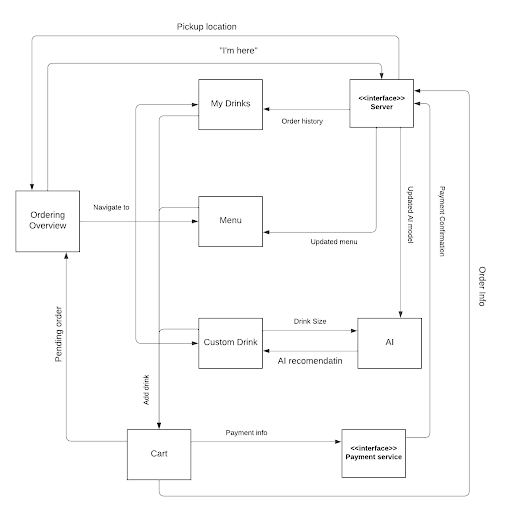 Pickup location
"I'm here"
My Drinks
<<interface>>
Server
Order history
Ordering
Overview
Navigate to
Menu
Updated menu
Updated AI model
Payment Confirmation
Order Info
Pending order
Custom Drink
Drink Size
AI
AI recomendatin
Add drink
Cart
Payment info
<<interface>>
Payment service